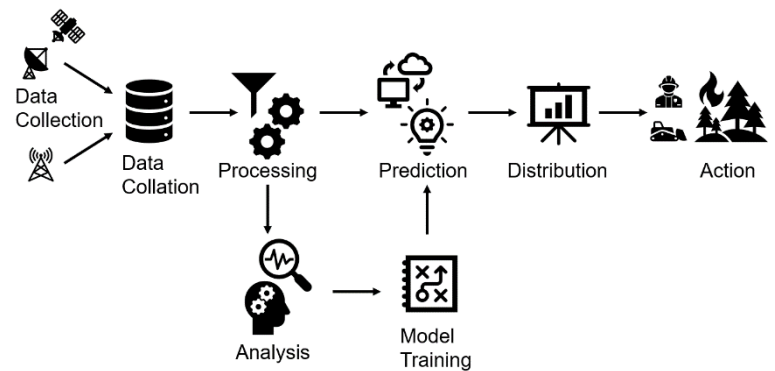 Data
Collection
Data
Collation
Processing
Prediction
Distribution
Action
Analysis
Model
Training